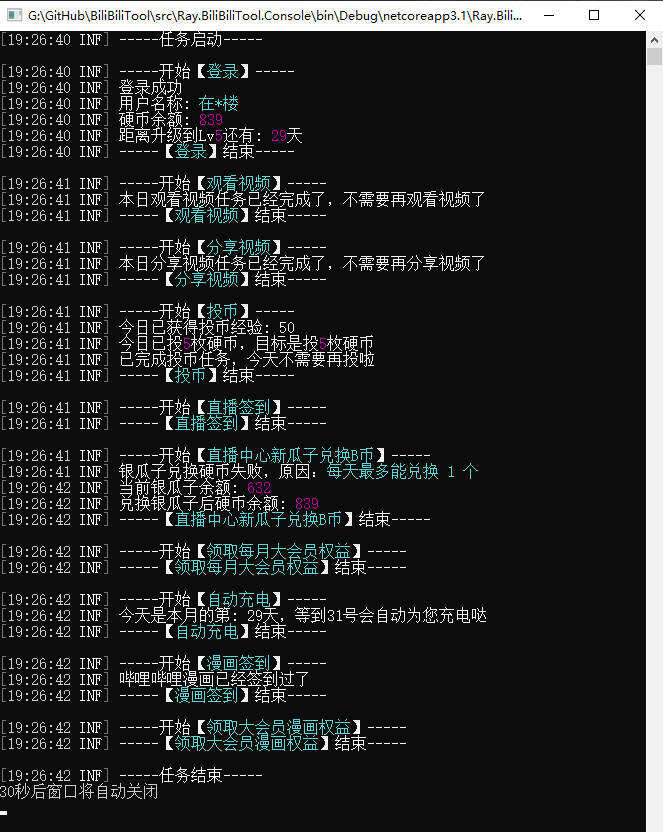 G:\GitHub\BiliBiliTool\src\Ray.BiliBiliTool.Console\bin\Debug\netcoreapp3.1\Ray.Bili...
[19:26:40 INF] -----任务启动-----
[19:26:40 INF] -----开始【登录】-----
[19:26:40 INF] 登录成功
[19:26:40 INF] 用户名称: 在*楼
[19:26:40 INF] 硬币余额: 839
[19:26:40 INF] 距离升级到Lv5还有: 29天
[19:26:40 INF] -----【登录】结束-----
[19:26:41 INF] -----开始【观看视频】-----
[19:26:41 INF] 本日观看视频任务已经完成了，不需要再观看视频了
[19:26:41 INF] -----【观看视频】结束-----
[19:26:41 INF] -----开始【分享视频】-----
[19:26:41 INF] 本日分享视频任务已经完成了，不需要再分享视频了
[19:26:41 INF] -----【分享视频】结束-----
[19:26:41 INF] -----开始【投币】-----
[19:26:41 INF] 今日已获得投币经验: 50
[19:26:41 INF] 今日已投5枚硬币，目标是投5枚硬币
[19:26:41 INF] 已完成投币任务，今天不需要再投啦
[19:26:41 INF] -----【投币】结束-----
[19:26:41 INF] -----开始【直播签到】-----
[19:26:41 INF] -----【直播签到】结束-----
[19:26:41 INF] -----开始【直播中心新瓜子兑换B币】-----
[19:26:41 INF] 银瓜子兑换硬币失败，原因：每天最多能兑换 1 个
[19:26:42 INF] 当前银瓜子余额: 632
[19:26:42 INF] 兑换银瓜子后硬币余额: 839
[19:26:42 INF] -----【直播中心新瓜子兑换B币】结束-----
[19:26:42 INF] -----开始【领取每月大会员权益】-----
[19:26:42 INF] -----【领取每月大会员权益】结束-----
[19:26:42 INF] -----开始【自动充电】-----
[19:26:42 INF] 今天是本月的第: 29天，等到31号会自动为您充电哒
[19:26:42 INF] -----【自动充电】结束-----
[19:26:42 INF] -----开始【漫画签到】-----
[19:26:42 INF] 哔哩哔哩漫画已经签到过了
[19:26:42 INF] -----【漫画签到】结束-----
[19:26:42 INF] -----开始【领取大会员漫画权益】-----
[19:26:42 INF] -----【领取大会员漫画权益】结束-----
[19:26:42 INF] -----任务结束-----
30秒后窗口将自动关闭